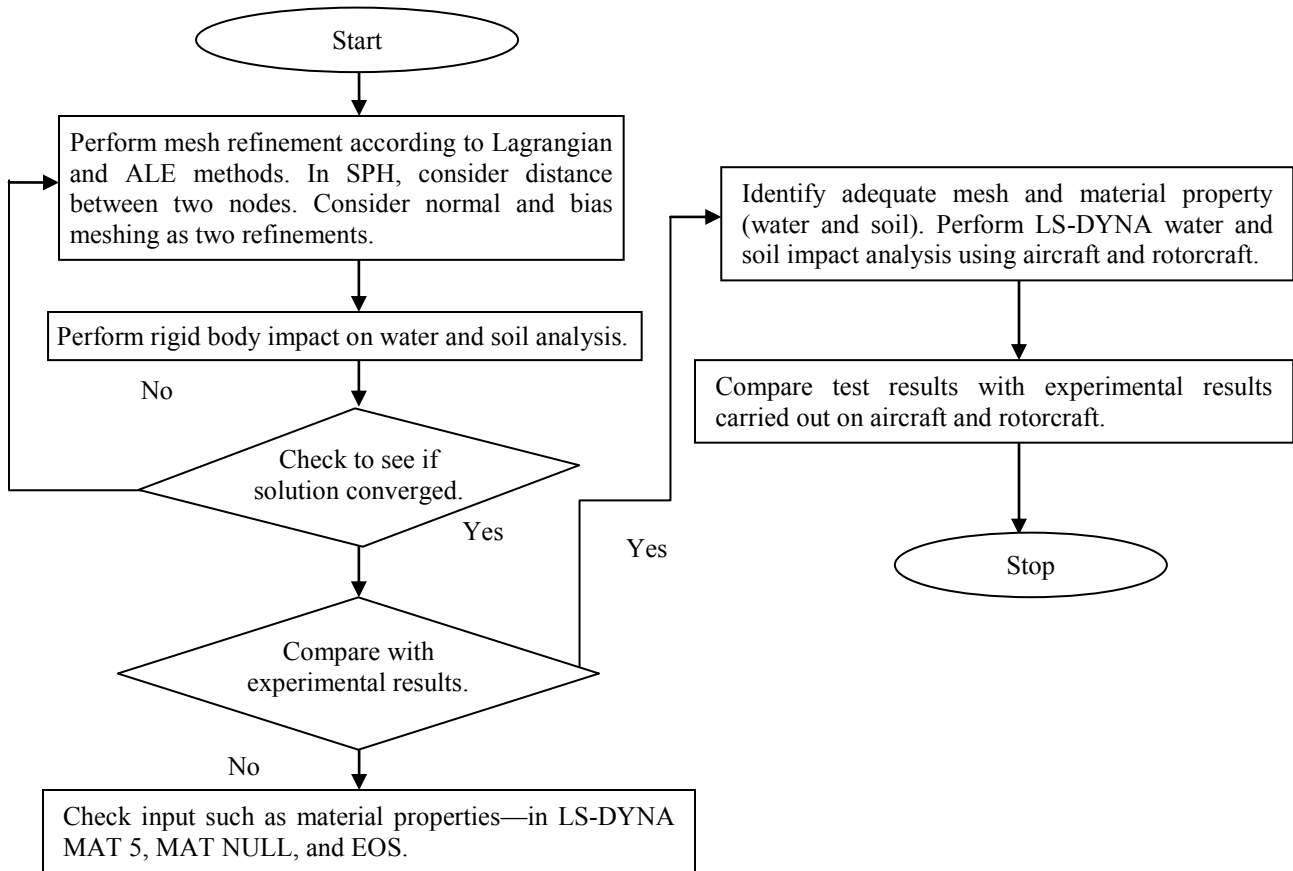 Start
Perform mesh refinement according to Lagrangian
and ALE methods. In SPH, consider distance
between two nodes. Consider normal and bias
meshing as two refinements.
Perform rigid body impact on water and soil analysis.
No
Check to see if
solution converged.
Yes
Compare with
experimental results.
No
Check input such as material properties—in LS-DYNA
MAT 5, MAT NULL, and EOS.
Yes
Identify adequate mesh and material property
(water and soil). Perform LS-DYNA water and
soil impact analysis using aircraft and rotorcraft.
Compare test results with experimental results
carried out on aircraft and rotorcraft.
Stop